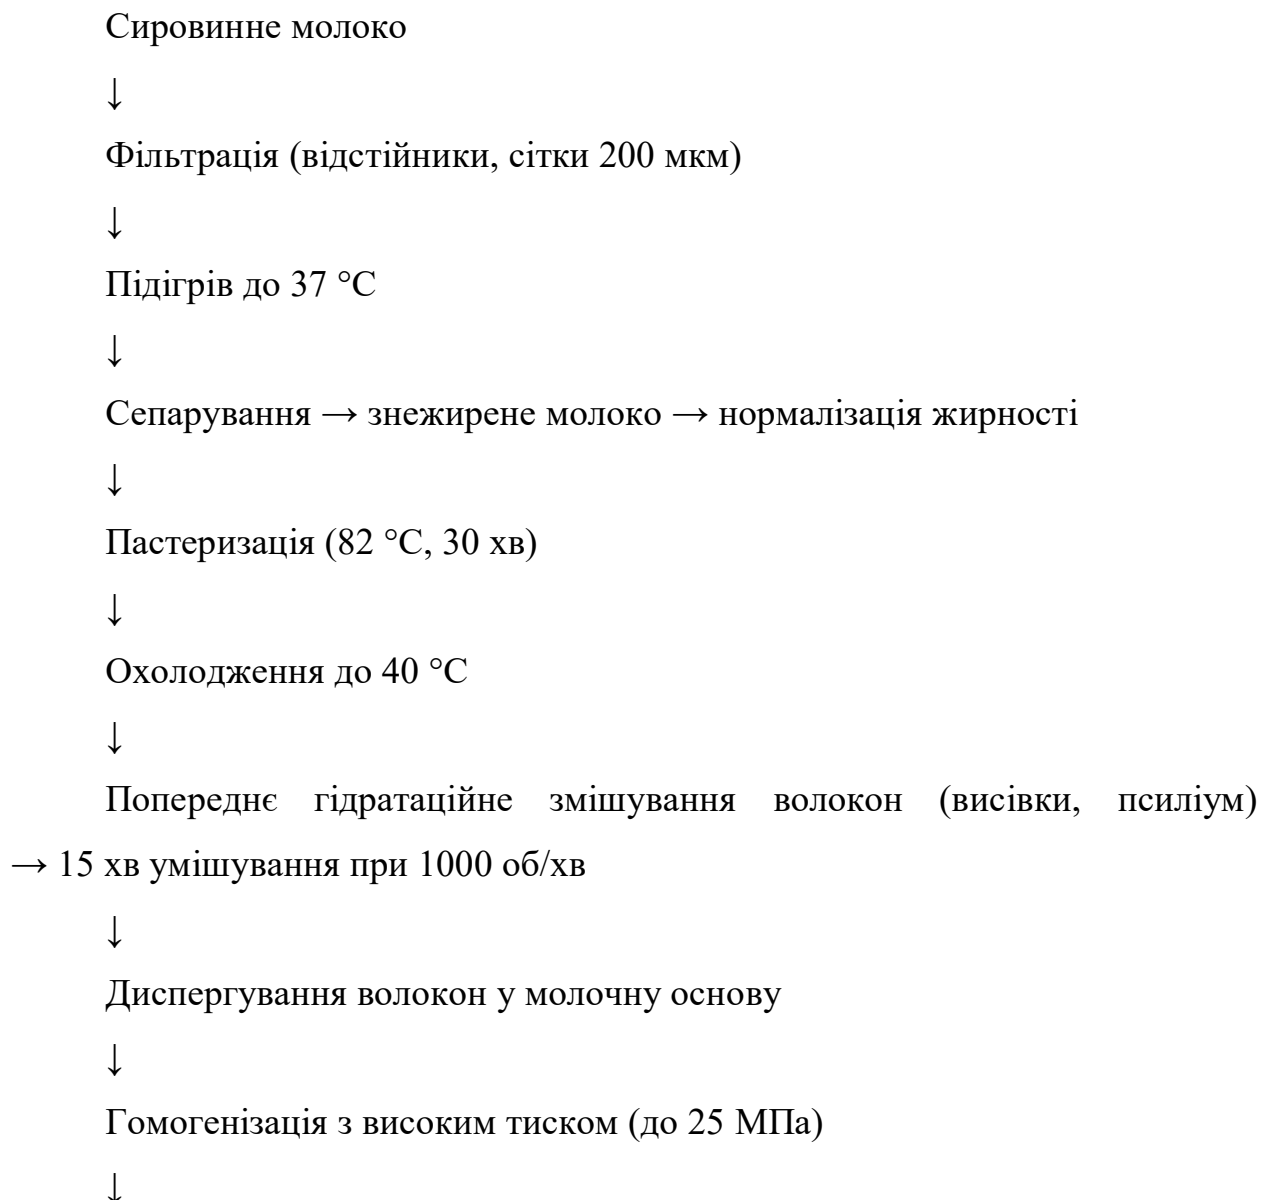 Сировинне молоко
↓
Фільтрація (відстійники, сітки 200 мкм)
↓
Підігрів до 37 °C
↓
Сепарування → знежирене молоко → нормалізація жирності
↓
Пастеризація (82 °C, 30 хв)
↓
Охолодження до 40 °C
↓
Попереднє гідратаційне змішування волокон (висівки, псиліум)
→ 15 хв умішування при 1000 об/хв
↓
Диспергування волокон у молочну основу
↓
Гомогенізація з високим тиском (до 25 МПа)
↓